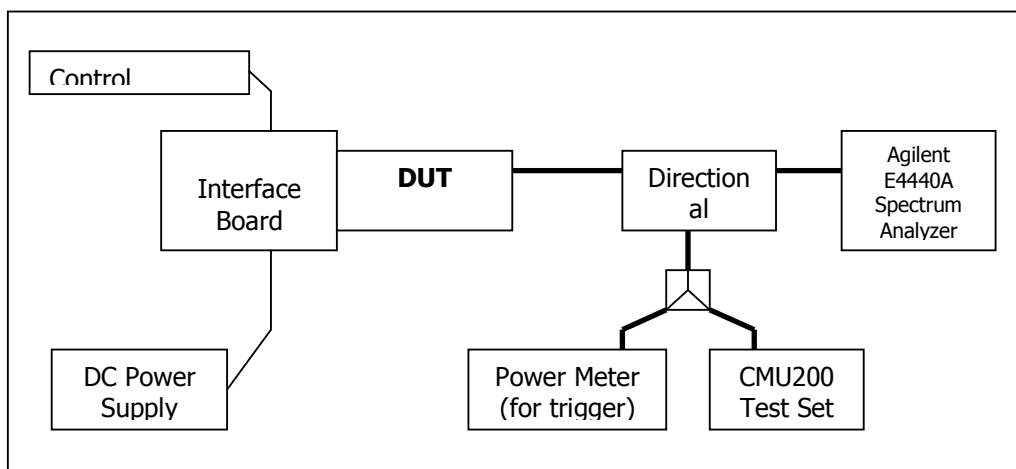 Control
Interface
Board
DUT
Direction
al
Agilent
E4440A
Spectrum
Analyzer
DC Power
Supply
Power Meter
(for trigger)
CMU200
Test Set